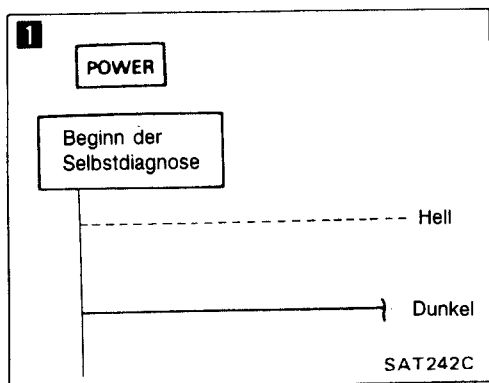 1
POWER
Beginn der
Selbstdiagnose
Hell
Dunkel
SAT242C